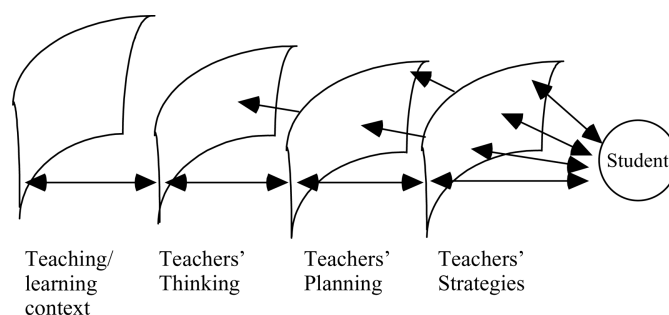 Student
Teaching/
learning
context
Teachers’
Thinking
Teachers’
Planning
Teachers’
Strategies